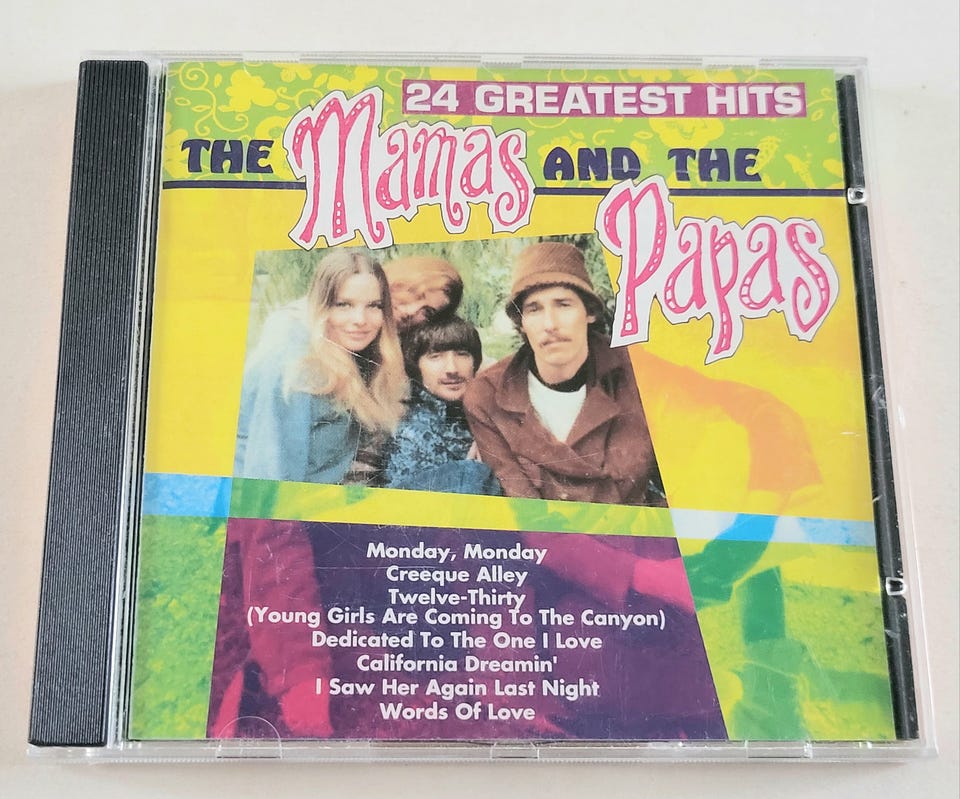 24 GREATEST HITS
THE Mamas AND THE
Papas
Monday, Monday
Creeque Alley
Twelve-Thirty
(Young Girls Are Coming To The Canyon)
Dedicated To The One I Love
California Dreamin'
I Saw Her Again Last Night
Words Of Love